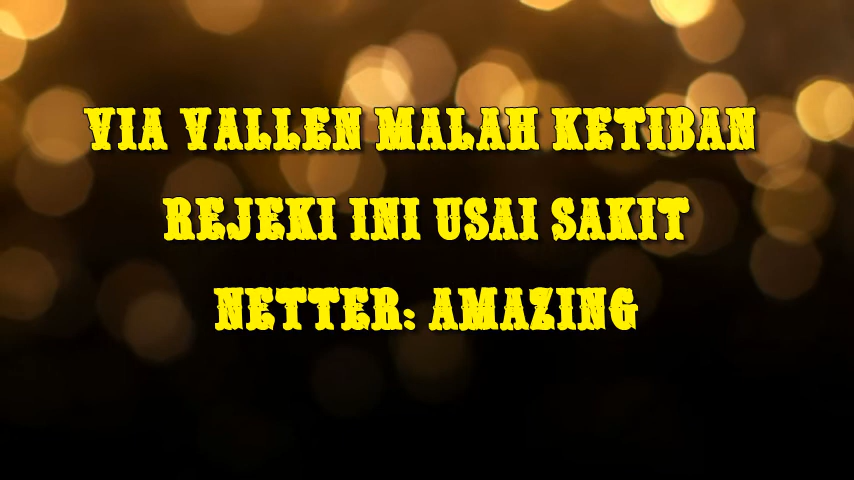 VIA VALLEN MALAH KETIBAN
REJEKI INI USAI SAKIT
NETTER: AMAZING